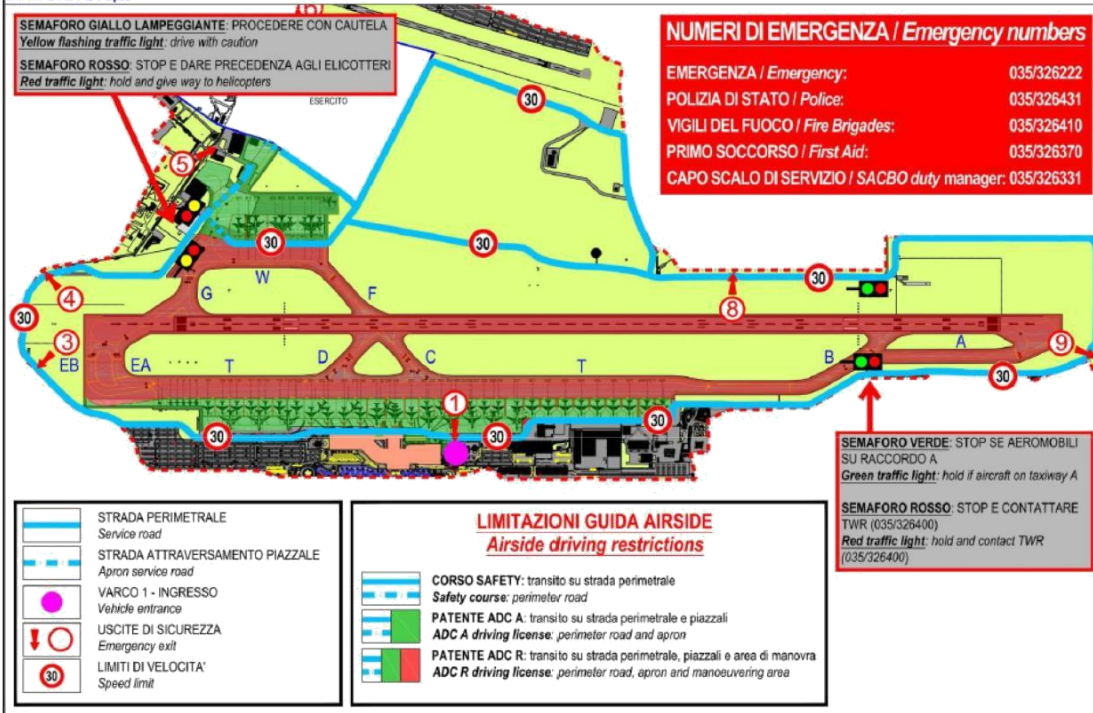 SEMAFORO GIALLO LAMPEGGIANTE: PROCEDERE CON CAUTELA
Yellow flashing traffic light: drive with caution
SEMAFORO ROSSO: STOP E DARE PRECEDENZA AGLI ELICOTTERI
Red traffic light: hold and give way to helicopters
NUMERI DI EMERGENZA / Emergency numbers
EMERGENZA / Emergency: 035/326222
POLIZIA DI STATO / Police: 035/326431
VIGILI DEL FUOCO / Fire Brigades: 035/326410
PRIMO SOCCORSO / First Aid: 035/326370
CAPO SCALO DI SERVIZIO / SACBO duty manager: 035/326331
ESERCITO
30
5
30
30
30
W
4
G
F
8
30
30
3
EB
EA
T
D
C
T
B
A
9
30
1
30
30
30
SEMAFORO VERDE: STOP SE AEROMOBILI
SU RACCORDO A
Green traffic light: hold if aircraft on taxiway A
SEMAFORO ROSSO: STOP E CONTATTARE
TWR (035/326400)
Red traffic light: hold and contact TWR
(035/326400)
STRADA PERIMETRALE
Service road
STRADA ATTRAVERSAMENTO PIAZZALE
Apron service road
VARCO 1 - INGRESSO
Vehicle entrance
USCITE DI SICUREZZA
Emergency exit
30
LIMITI DI VELOCITA'
Speed limit
LIMITAZIONI GUIDA AIRSIDE
Airside driving restrictions
CORSO SAFETY: transito su strada perimetrale
Safety course: perimeter road
PATENTE ADC A: transito su strada perimetrale e piazzali
ADC A driving license: perimeter road and apron
PATENTE ADC R: transito su strada perimetrale, piazzali e area di manovra
ADC R driving license: perimeter road, apron and manoeuvering area